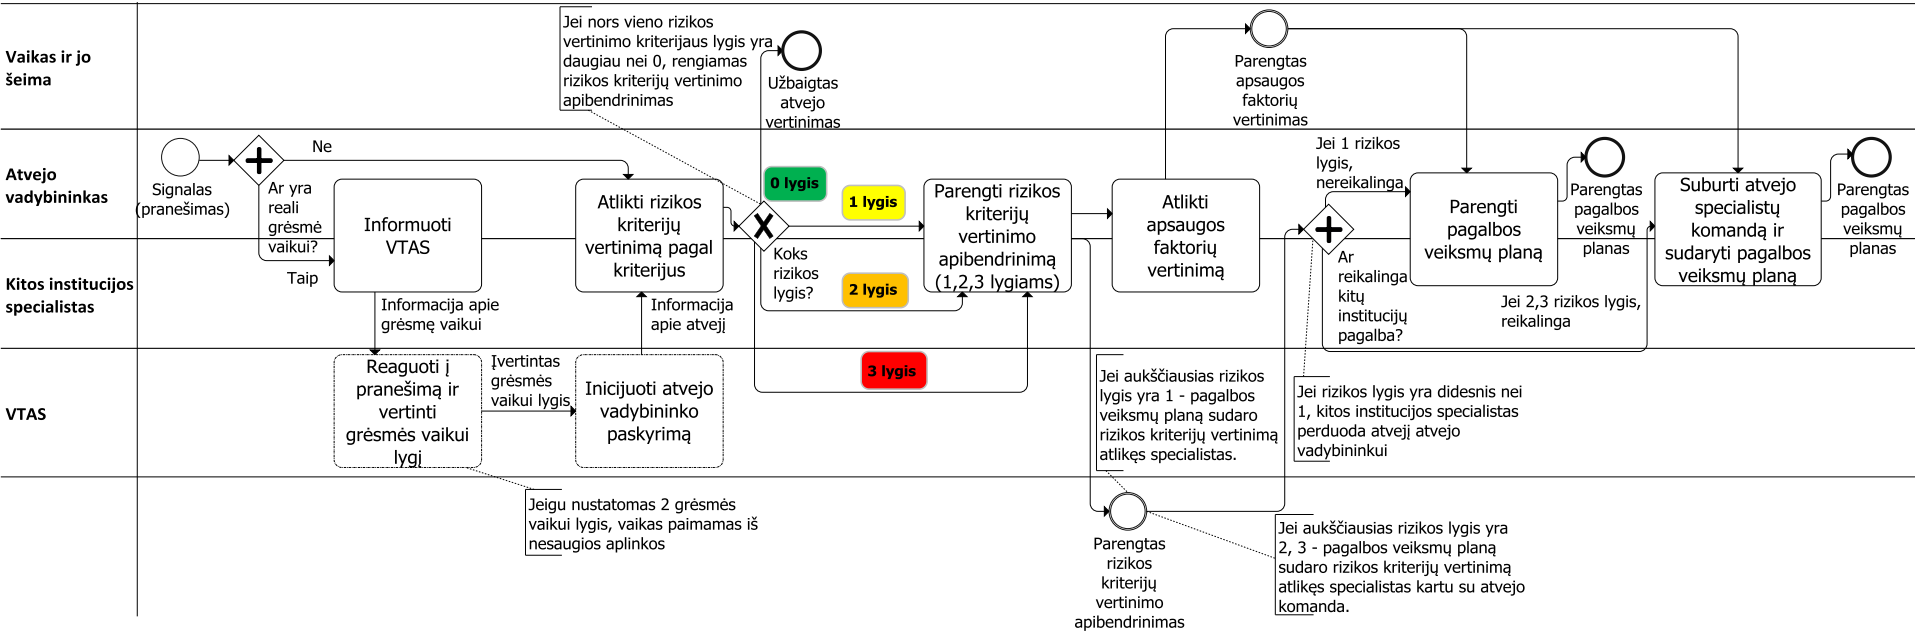 Vaikas ir jo
šeima
Atvejo
vadybininkas
Kitos institucijos
specialistas
VTAS
Signalas
(pranešimas)
Ar yra
reali
grėsmė
vaikui?
Ne
Taip
Informuoti
VTAS
Informacija apie
grėsmę vaikui
Reaguoti į
pranešimą ir
vertinti
grėsmės vaikui
lygį
Įvertintas
grėsmės
vaikui lygis
Inicijuoti atvejo
vadybininko
paskyrimą
Jeigu nustatomas 2 grėsmės
vaikui lygis, vaikas paimamas iš
nesaugios aplinkos
Informacija
apie atvejį
Atlikti rizikos
kriterijų
vertinimą pagal
kriterijus
Jei nors vieno rizikos
vertinimo kriterijaus lygis yra
daugiau nei 0, rengiamas
rizikos kriterijų vertinimo
apibendrinimas
Užbaigtas
atvejo
vertinimas
Koks
rizikos
lygis?
0 lygis
1 lygis
2 lygis
3 lygis
Parengti rizikos
kriterijų
vertinimo
apibendrinimą
(1,2,3 lygiams)
Atlikti
apsaugos
faktorių
vertinimą
Parengtas
apsaugos
faktorių
vertinimas
Jei aukščiausias rizikos
lygis yra 1 - pagalbos
veiksmų planą sudaro
rizikos kriterijų vertinimą
atlikęs specialistas.
Parengtas
rizikos
kriterijų
vertinimo
apibendrinimas
Jei aukščiausias rizikos lygis yra
2, 3 - pagalbos veiksmų planą
sudaro rizikos kriterijų vertinimą
atlikęs specialistas kartu su atvejo
komanda.
Jei rizikos lygis yra didesnis nei
1, kitos institucijos specialistas
perduoda atvejį atvejo
vadybininkui
Jei 1 rizikos
lygis,
nereikalinga
Ar
reikalinga
kitų
institucijų
pagalba?
Jei 2,3 rizikos lygis,
reikalinga
Parengti
pagalbos
veiksmų planą
Parengtas
pagalbos
veiksmų
planas
Suburti atvejo
specialistų
komandą ir
sudaryti pagalbos
veiksmų planą
Parengtas
pagalbos
veiksmų
planas